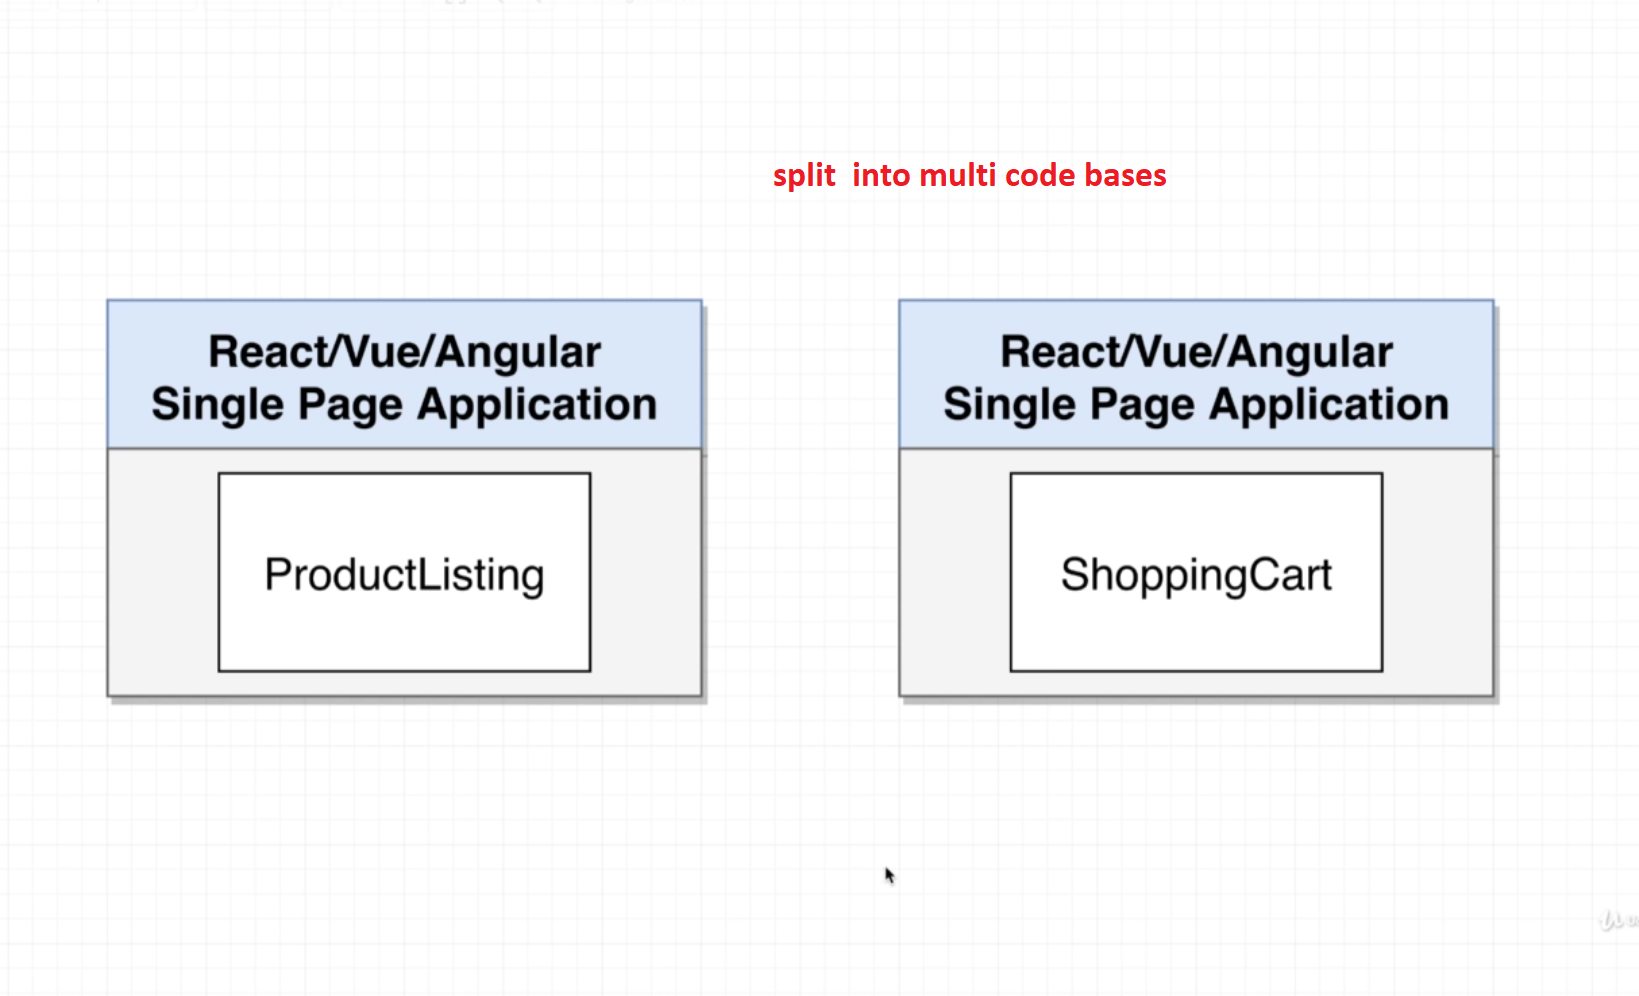 split  into multi code bases
React/Vue/Angular
Single Page Application
ProductListing
React/Vue/Angular
Single Page Application
ShoppingCart